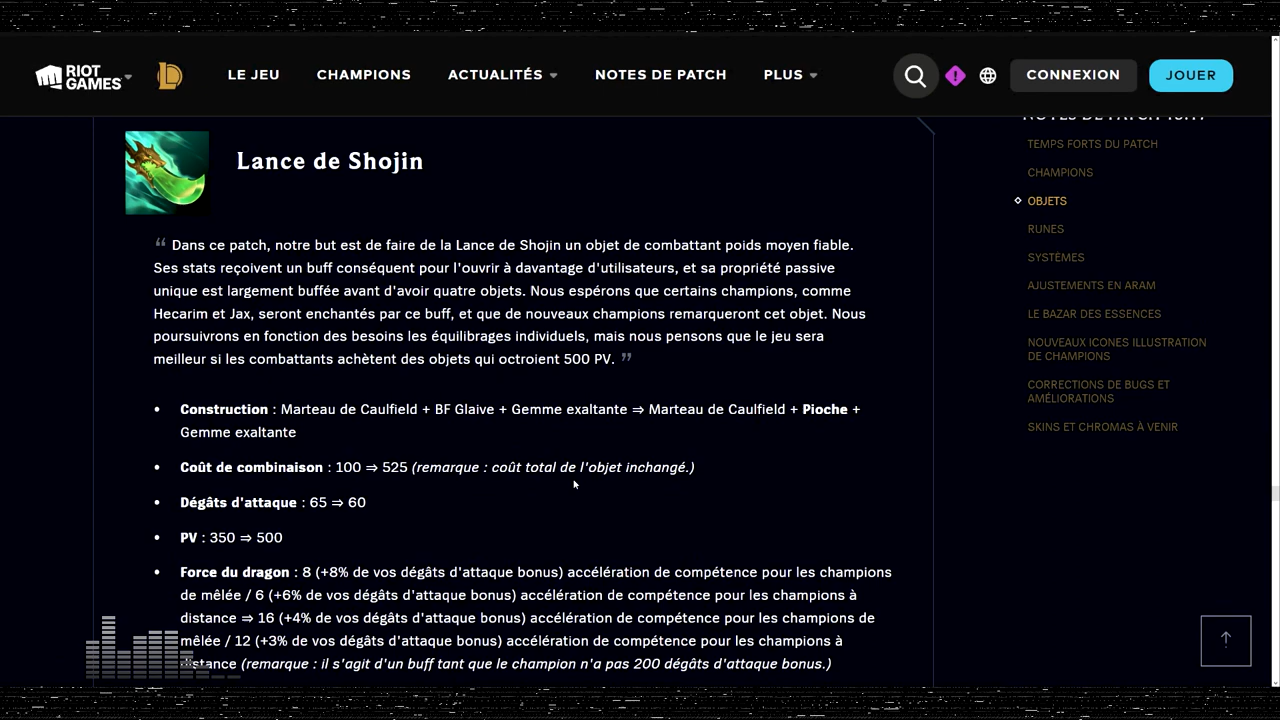 RIOT
GAMES
LE JEU
CHAMPIONS
ACTUALITÉS
NOTES DE PATCH
PLUS
CONNEXION
JOUER
Lance de Shojin
“ Dans ce patch, notre but est de faire de la Lance de Shojin un objet de combattant poids moyen fiable.
Ses stats reçoivent un buff conséquent pour l'ouvrir à davantage d'utilisateurs, et sa propriété passive
unique est largement buffée avant d'avoir quatre objets. Nous espérons que certains champions, comme
Hecarim et Jax, seront enchantés par ce buff, et que de nouveaux champions remarqueront cet objet. Nous
poursuivrons en fonction des besoins les équilibrages individuels, mais nous pensons que le jeu sera
meilleur si les combattants achètent des objets qui octroient 500 PV. ”
• Construction : Marteau de Caulfield + BF Glaive + Gemme exaltante ⇒ Marteau de Caulfield + Pioche +
Gemme exaltante
• Coût de combinaison : 100 ⇒ 525 (remarque : coût total de l'objet inchangé.)
• Dégâts d'attaque : 65 ⇒ 60
• PV : 350 ⇒ 500
• Force du dragon : 8 (+8% de vos dégâts d'attaque bonus) accélération de compétence pour les champions
de mêlée / 6 (+6% de vos dégâts d'attaque bonus) accélération de compétence pour les champions à
distance ⇒ 16 (+4% de vos dégâts d'attaque bonus) accélération de compétence pour les champions de
mêlée / 12 (+3% de vos dégâts d'attaque bonus) accélération de compétence pour les champions à
distance (remarque : il s'agit d'un buff tant que le champion n'a pas 200 dégâts d'attaque bonus)
TEMPS FORTS DU PATCH
CHAMPIONS
OBJETS
RUNES
SYSTÈMES
AJUSTEMENTS EN ARAM
LE BAZAR DES ESSENCES
NOUVEAUX ICONES ILLUSTRATION
DE CHAMPIONS
CORRECTIONS DE BUGS ET
AMÉLIORATIONS
SKINS ET CHROMAS À VENIR